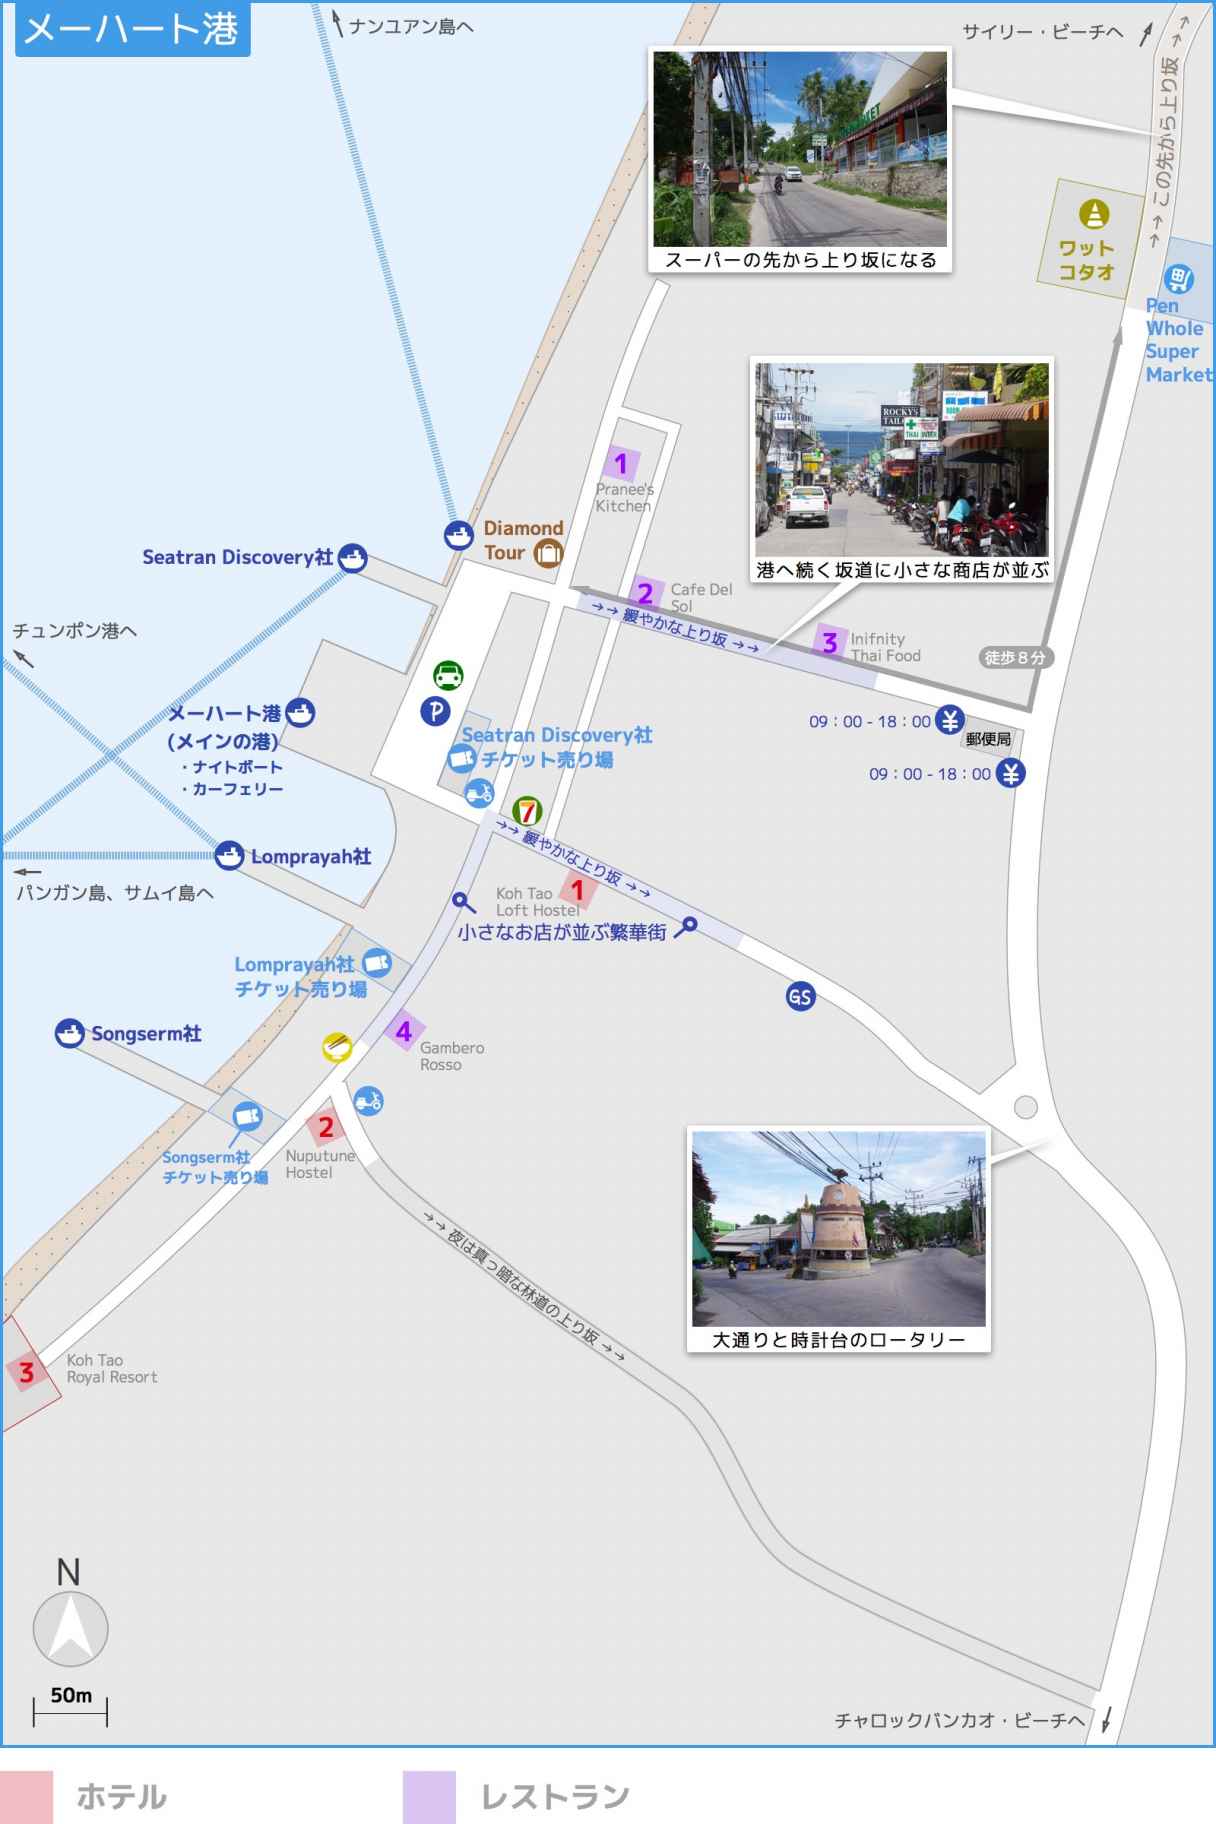 メーハート港
ナンユアン島へ
サイリー・ビーチへ
→→ この先から上り坂 →→
スーパーの先から上り坂になる
ワット
コタオ
Pen
Whole
Super
Market
ROCKY's
港へ続く坂道に小さな商店が並ぶ
1
Pranee's
Kitchen
Diamond
Tour
Seatran Discovery社
2
Cafe Del
Sol
→→ 緩やかな上り坂 →→
3
Inifnity
Thai Food
徒歩８分
チュンポン港へ
メーハート港
(メインの港)
・ナイトボート
・カーフェリー
P
Seatran Discovery社
チケット売り場
09：00 - 18：00
¥
郵便局
09：00 - 18：00
¥
7
→→ 緩やかな上り坂 →→
Lomprayah社
パンガン島、サムイ島へ
Koh Tao
Loft Hostel
1
小さなお店が並ぶ繁華街
Lomprayah社
チケット売り場
GS
Songserm社
4
Gambero
Rosso
2
Nuputune
Hostel
Songserm社
チケット売り場
→→ 夜は真っ暗な林道の上り坂 →→
大通りと時計台のロータリー
3
Koh Tao
Royal Resort
N
50m
チャロックバンカオ・ビーチへ
ホテル
レストラン